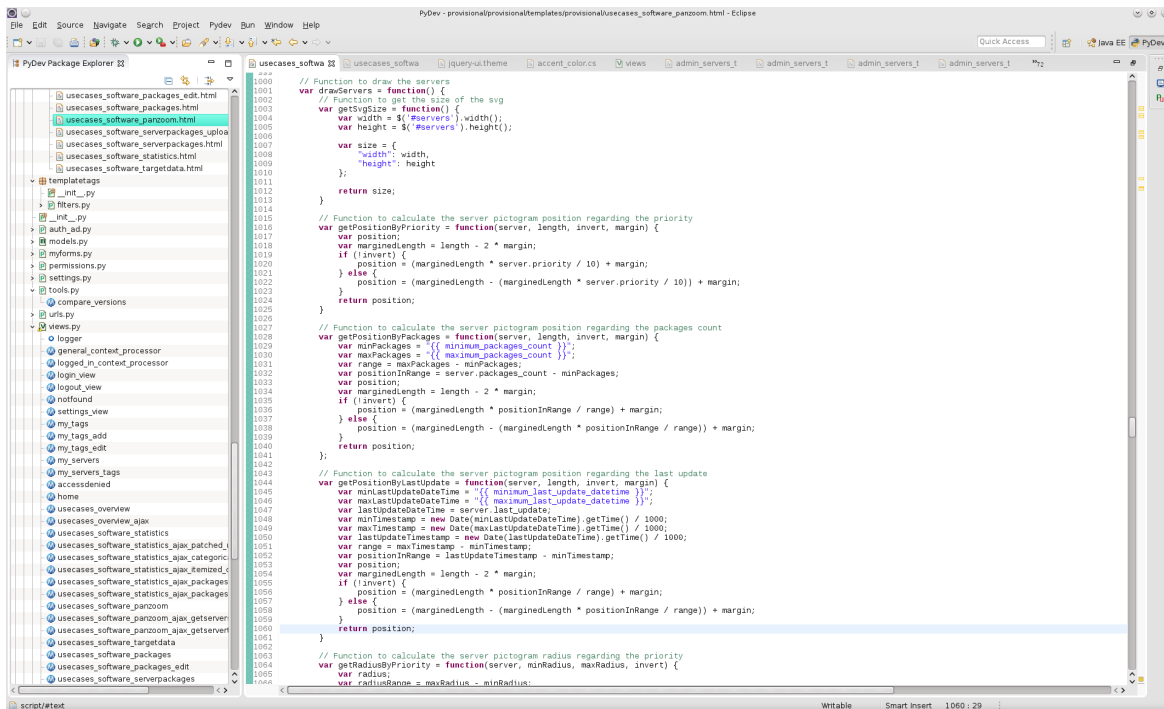 PyDev - provisional/provisional/templates/provisional/usecases_software_panzoom.html - Eclipse
File Edit Source Navigate Search Project Pydev Run Window Help
Quick Access Java EE PyDev
PyDev Package Explorer
usecases_softwa usecases_softwa jquery-ui.theme accent_color.cs views admin_servers_t admin_servers_t admin_servers_t admin_servers_t »72
usecases_software_packages_edit.html
usecases_software_packages.html
usecases_software_panzoom.html
usecases_software_serverpackages_uploa
usecases_software_serverpackages.html
usecases_software_statistics.html
usecases_software_targetdata.html
templatetags
__init__.py
filters.py
__init__.py
auth_ad.py
models.py
myforms.py
permissions.py
settings.py
tools.py
compare_versions
urls.py
views.py
logger
general_context_processor
logged_in_context_processor
login_view
logout_view
notfound
settings_view
my_tags
my_tags_add
my_tags_edit
my_servers
my_servers_tags
accessdenied
home
usecases_overview
usecases_overview_ajax
usecases_software_statistics
usecases_software_statistics_ajax_patched_i
usecases_software_statistics_ajax_categoric
usecases_software_statistics_ajax_itemized_c
usecases_software_statistics_ajax_packages
usecases_software_statistics_ajax_packages
usecases_software_panzoom
usecases_software_panzoom_ajax_getserver
usecases_software_panzoom_ajax_getservert
usecases_software_targetdata
usecases_software_packages
usecases_software_packages_edit
usecases_software_serverpackages
999
1000 // Function to draw the servers
1001 var drawServers = function() {
1002 // Function to get the size of the svg
1003 var getSvgSize = function() {
1004 var width = $('#servers').width();
1005 var height = $('#servers').height();
1006
1007 var size = {
1008 "width": width,
1009 "height": height
1010 };
1011
1012 return size;
1013 }
1014
1015 // Function to calculate the server pictogram position regarding the priority
1016 var getPositionByPriority = function(server, length, invert, margin) {
1017 var position;
1018 var marginedLength = length - 2 * margin;
1019 if (!invert) {
1020 position = (marginedLength * server.priority / 10) + margin;
1021 } else {
1022 position = (marginedLength - (marginedLength * server.priority / 10)) + margin;
1023 }
1024 return position;
1025 }
1026
1027 // Function to calculate the server pictogram position regarding the packages count
1028 var getPositionByPackages = function(server, length, invert, margin) {
1029 var minPackages = "{{ minimum_packages_count }}";
1030 var maxPackages = "{{ maximum_packages_count }}";
1031 var range = maxPackages - minPackages;
1032 var positionInRange = server.packages_count - minPackages;
1033 var position;
1034 var marginedLength = length - 2 * margin;
1035 if (!invert) {
1036 position = (marginedLength * positionInRange / range) + margin;
1037 } else {
1038 position = (marginedLength - (marginedLength * positionInRange / range)) + margin;
1039 }
1040 return position;
1041 };
1042
1043 // Function to calculate the server pictogram position regarding the last update
1044 var getPositionByLastUpdate = function(server, length, invert, margin) {
1045 var minLastUpdateDateTime = "{{ minimum_last_update_datetime }}";
1046 var maxLastUpdateDateTime = "{{ maximum_last_update_datetime }}";
1047 var lastUpdateDateTime = server.last_update;
1048 var minTimestamp = new Date(minLastUpdateDateTime).getTime() / 1000;
1049 var maxTimestamp = new Date(maxLastUpdateDateTime).getTime() / 1000;
1050 var lastUpdateTimestamp = new Date(lastUpdateDateTime).getTime() / 1000;
1051 var range = maxTimestamp - minTimestamp;
1052 var positionInRange = lastUpdateTimestamp - minTimestamp;
1053 var position;
1054 var marginedLength = length - 2 * margin;
1055 if (!invert) {
1056 position = (marginedLength * positionInRange / range) + margin;
1057 } else {
1058 position = (marginedLength - (marginedLength * positionInRange / range)) + margin;
1059 }
1060 return position;
1061 }
1062
1063 // Function to calculate the server pictogram radius regarding the priority
1064 var getRadiusByPriority = function(server, minRadius, maxRadius, invert) {
1065 var radius;
1066 var radiusRange = maxRadius - minRadius;
script/#text Writable Smart Insert 1060 : 29